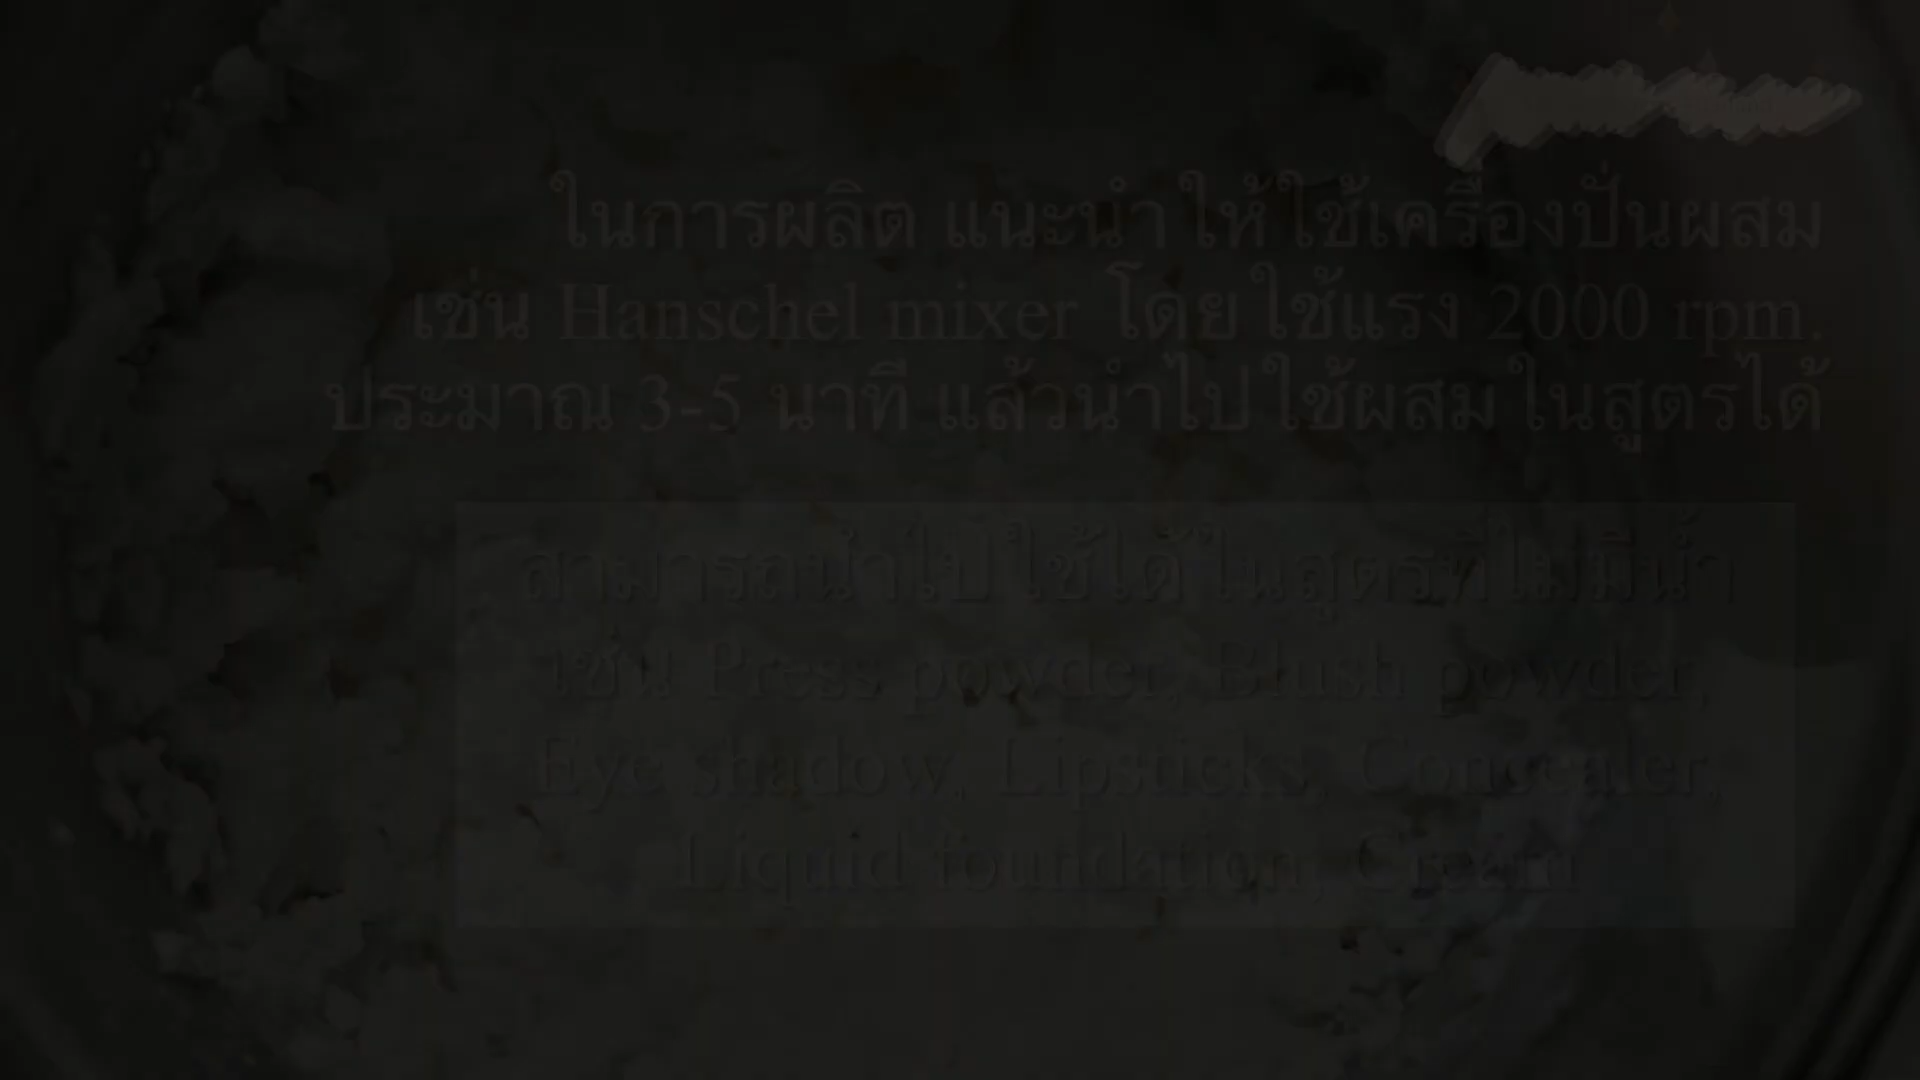 ในการผลิต แนะนำให้ใช้เครื่องปั่นผสม
เช่น Hanschel mixer โดยใช้แรง 2000 rpm.
ประมาณ 3-5 นาที แล้วนำไปใช้ผสมในสูตรได้
สามารถนำไปใช้ได้ในสูตรที่ไม่มีน้ำ
เช่น Press powder, Blush powder,
Eye shadow, Lipsticks, Concealer,
Liquid foundation, Cream